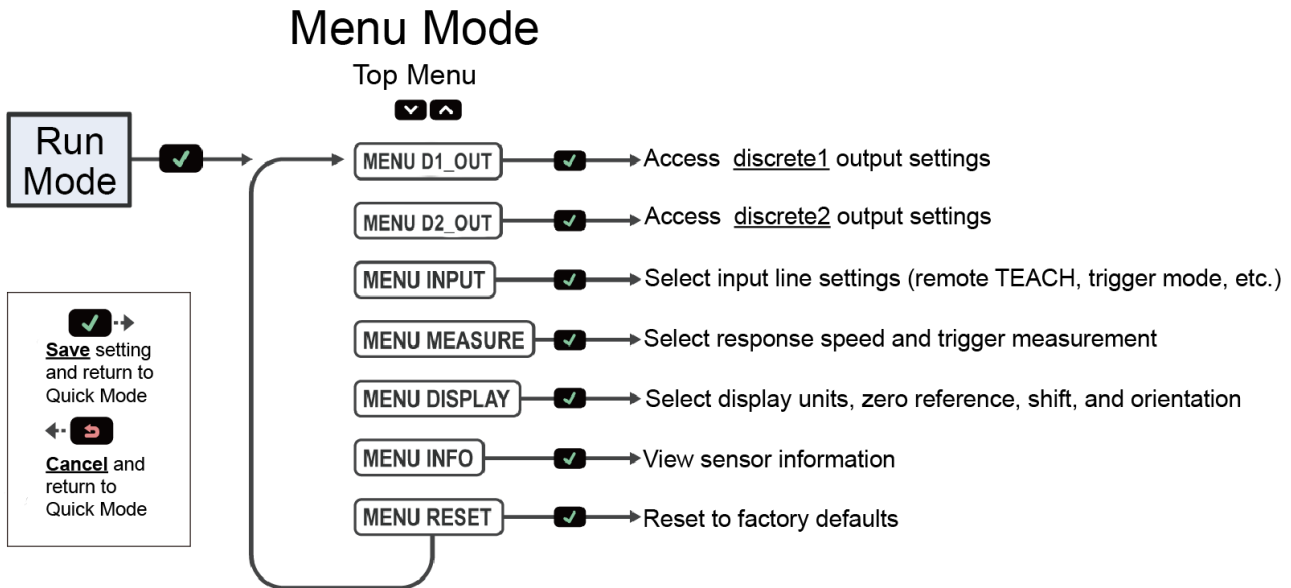 Menu Mode
Top Menu
Run
Mode
MENU D1_OUT
Access discrete1 output settings
MENU D2_OUT
Access discrete2 output settings
MENU INPUT
Select input line settings (remote TEACH, trigger mode, etc.)
MENU MEASURE
Select response speed and trigger measurement
MENU DISPLAY
Select display units, zero reference, shift, and orientation
MENU INFO
View sensor information
MENU RESET
Reset to factory defaults
Save setting
and return to
Quick Mode
Cancel and
return to
Quick Mode